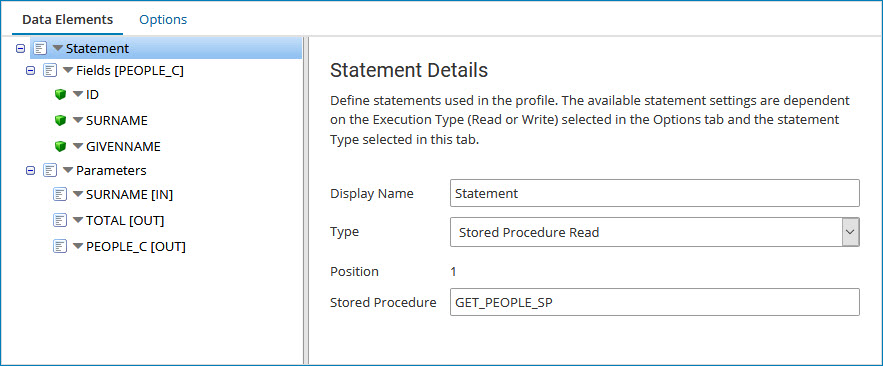 Data Elements Options
Statement
Fields [PEOPLE_C]
ID
SURNAME
GIVENNAME
Parameters
SURNAME [IN]
TOTAL [OUT]
PEOPLE_C [OUT]
Statement Details
Define statements used in the profile. The available statement settings are dependent
on the Execution Type (Read or Write) selected in the Options tab and the statement
Type selected in this tab.
Display Name Statement
Type Stored Procedure Read
Position 1
Stored Procedure GET_PEOPLE_SP